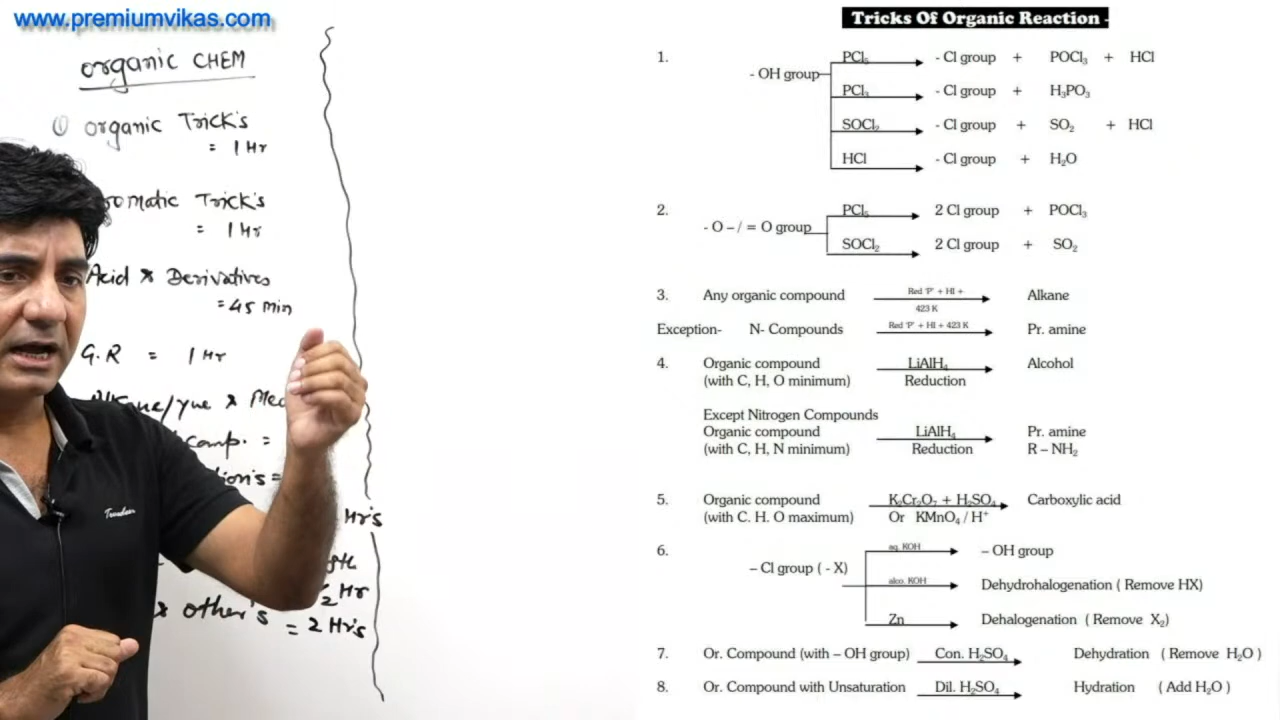 www.premiumvikas.com
organic CHEM
① organic Trick's
= 1 Hr
Trick's
= 1 Hr
Acid & Derivatives
= 45 min
G.R = 1 Hr
comp. =
Hr's
Hr
& other's
= 2 Hr's
Tricks Of Organic Reaction -
1. - OH group PCl₅ - Cl group + POCl₃ + HCl
PCl₃ - Cl group + H₃PO₃
SOCl₂ - Cl group + SO₂ + HCl
HCl - Cl group + H₂O
2. - O – / = O group PCl₅ 2 Cl group + POCl₃
SOCl₂ 2 Cl group + SO₂
3. Any organic compound Red 'P' + HI + 423 K Alkane
Exception- N- Compounds Red 'P' + HI + 423 K Pr. amine
4. Organic compound LiAlH₄ Alcohol
(with C, H, O minimum) Reduction
Except Nitrogen Compounds
Organic compound LiAlH₄ Pr. amine
(with C, H, N minimum) Reduction R – NH₂
5. Organic compound K₂Cr₂O₇ + H₂SO₄ Carboxylic acid
(with C. H. O maximum) Or KMnO₄ / H⁺
6. – Cl group ( - X) aq. KOH – OH group
alco. KOH Dehydrohalogenation ( Remove HX)
Zn Dehalogenation ( Remove X₂)
7. Or. Compound (with – OH group) Con. H₂SO₄ Dehydration ( Remove H₂O )
8. Or. Compound with Unsaturation Dil. H₂SO₄ Hydration ( Add H₂O )